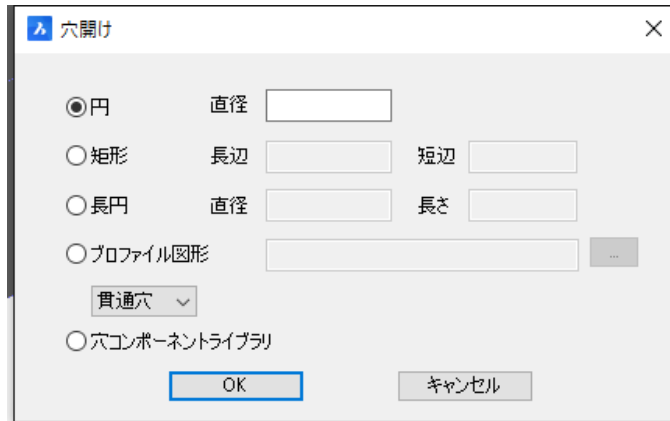 穴開け
円 直径
矩形 長辺 短辺
長円 直径 長さ
プロファイル図形 ...
貫通穴
穴コンポーネントライブラリ
OK キャンセル